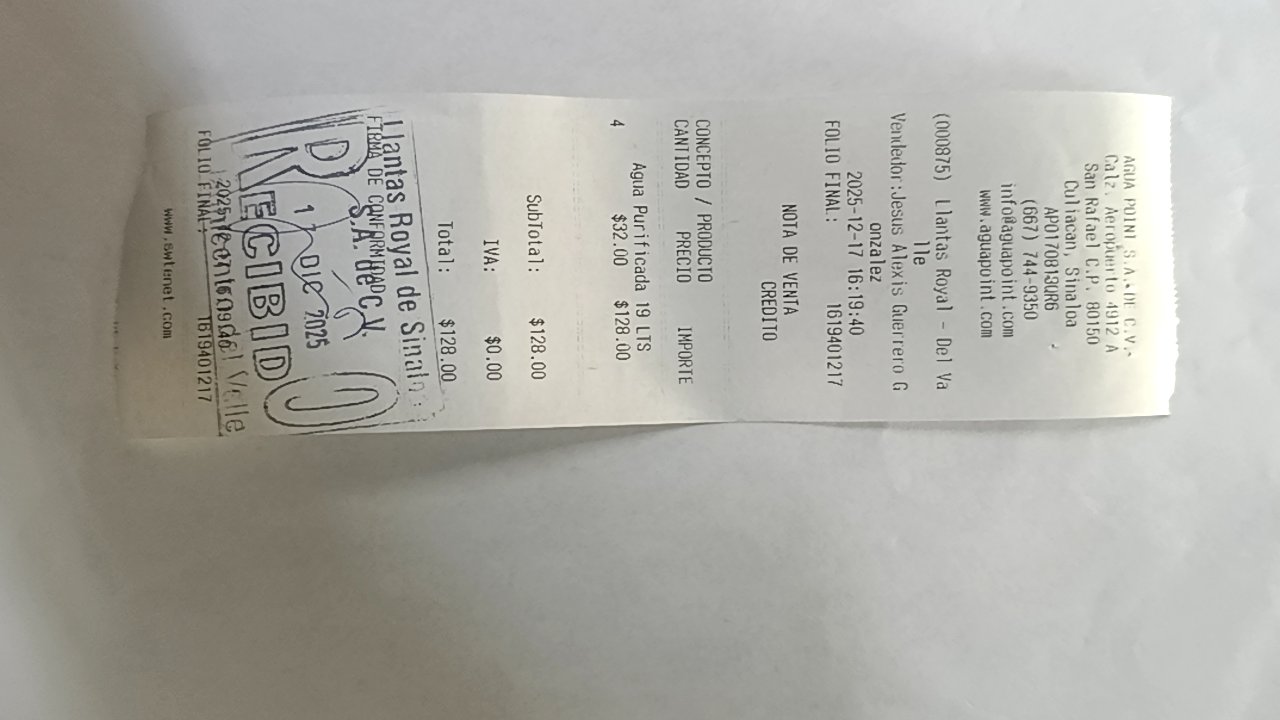 AGUA POINT S.A. DE C.V.
Calz. Aeropuerto 4912 A
San Rafael C.P. 80150
Culiacan, Sinaloa
APO170813QR6
(667) 744-9350
info@aguapoint.com
www.aguapoint.com
(000875) Llantas Royal - Del Va
lle
Vendedor:Jesus Alexis Guerrero G
onzalez
2025-12-17 16:19:40
FOLIO FINAL: 1619401217
NOTA DE VENTA
CREDITO
CONCEPTO / PRODUCTO
CANTIDAD PRECIO IMPORTE
Agua Purificada 19 LTS
4 $32.00 $128.00
SubTotal: $128.00
IVA: $0.00
Total: $128.00
Llantas Royal de Sinaloa
S.A. de C.V.
FIRMA DE CONFORMIDAD
17 DIC 2025
RECIBIDO
del Valle
FOLIO FINAL: 1619401217
www.swtenet.com